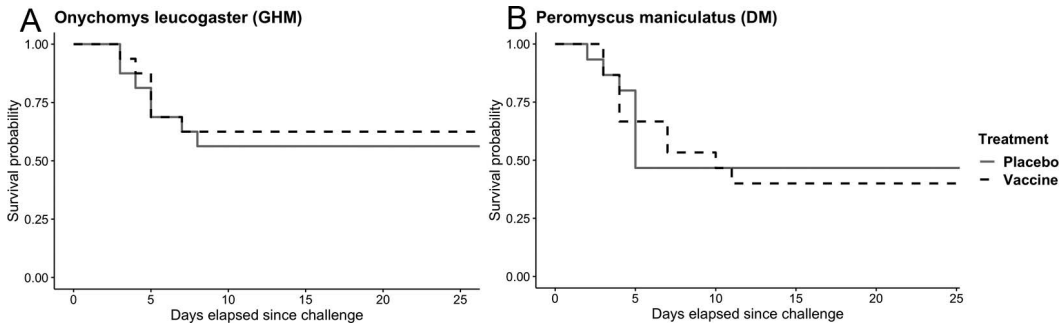 A
Onychomys leucogaster (GHM)
1.00
0.75
0.50
0.25
0.00
Survival probability
0
5
10
15
20
25
Days elapsed since challenge
B
Peromyscus maniculatus (DM)
1.00
0.75
0.50
0.25
0.00
Survival probability
0
5
10
15
20
25
Days elapsed since challenge
Treatment
Placebo
Vaccine